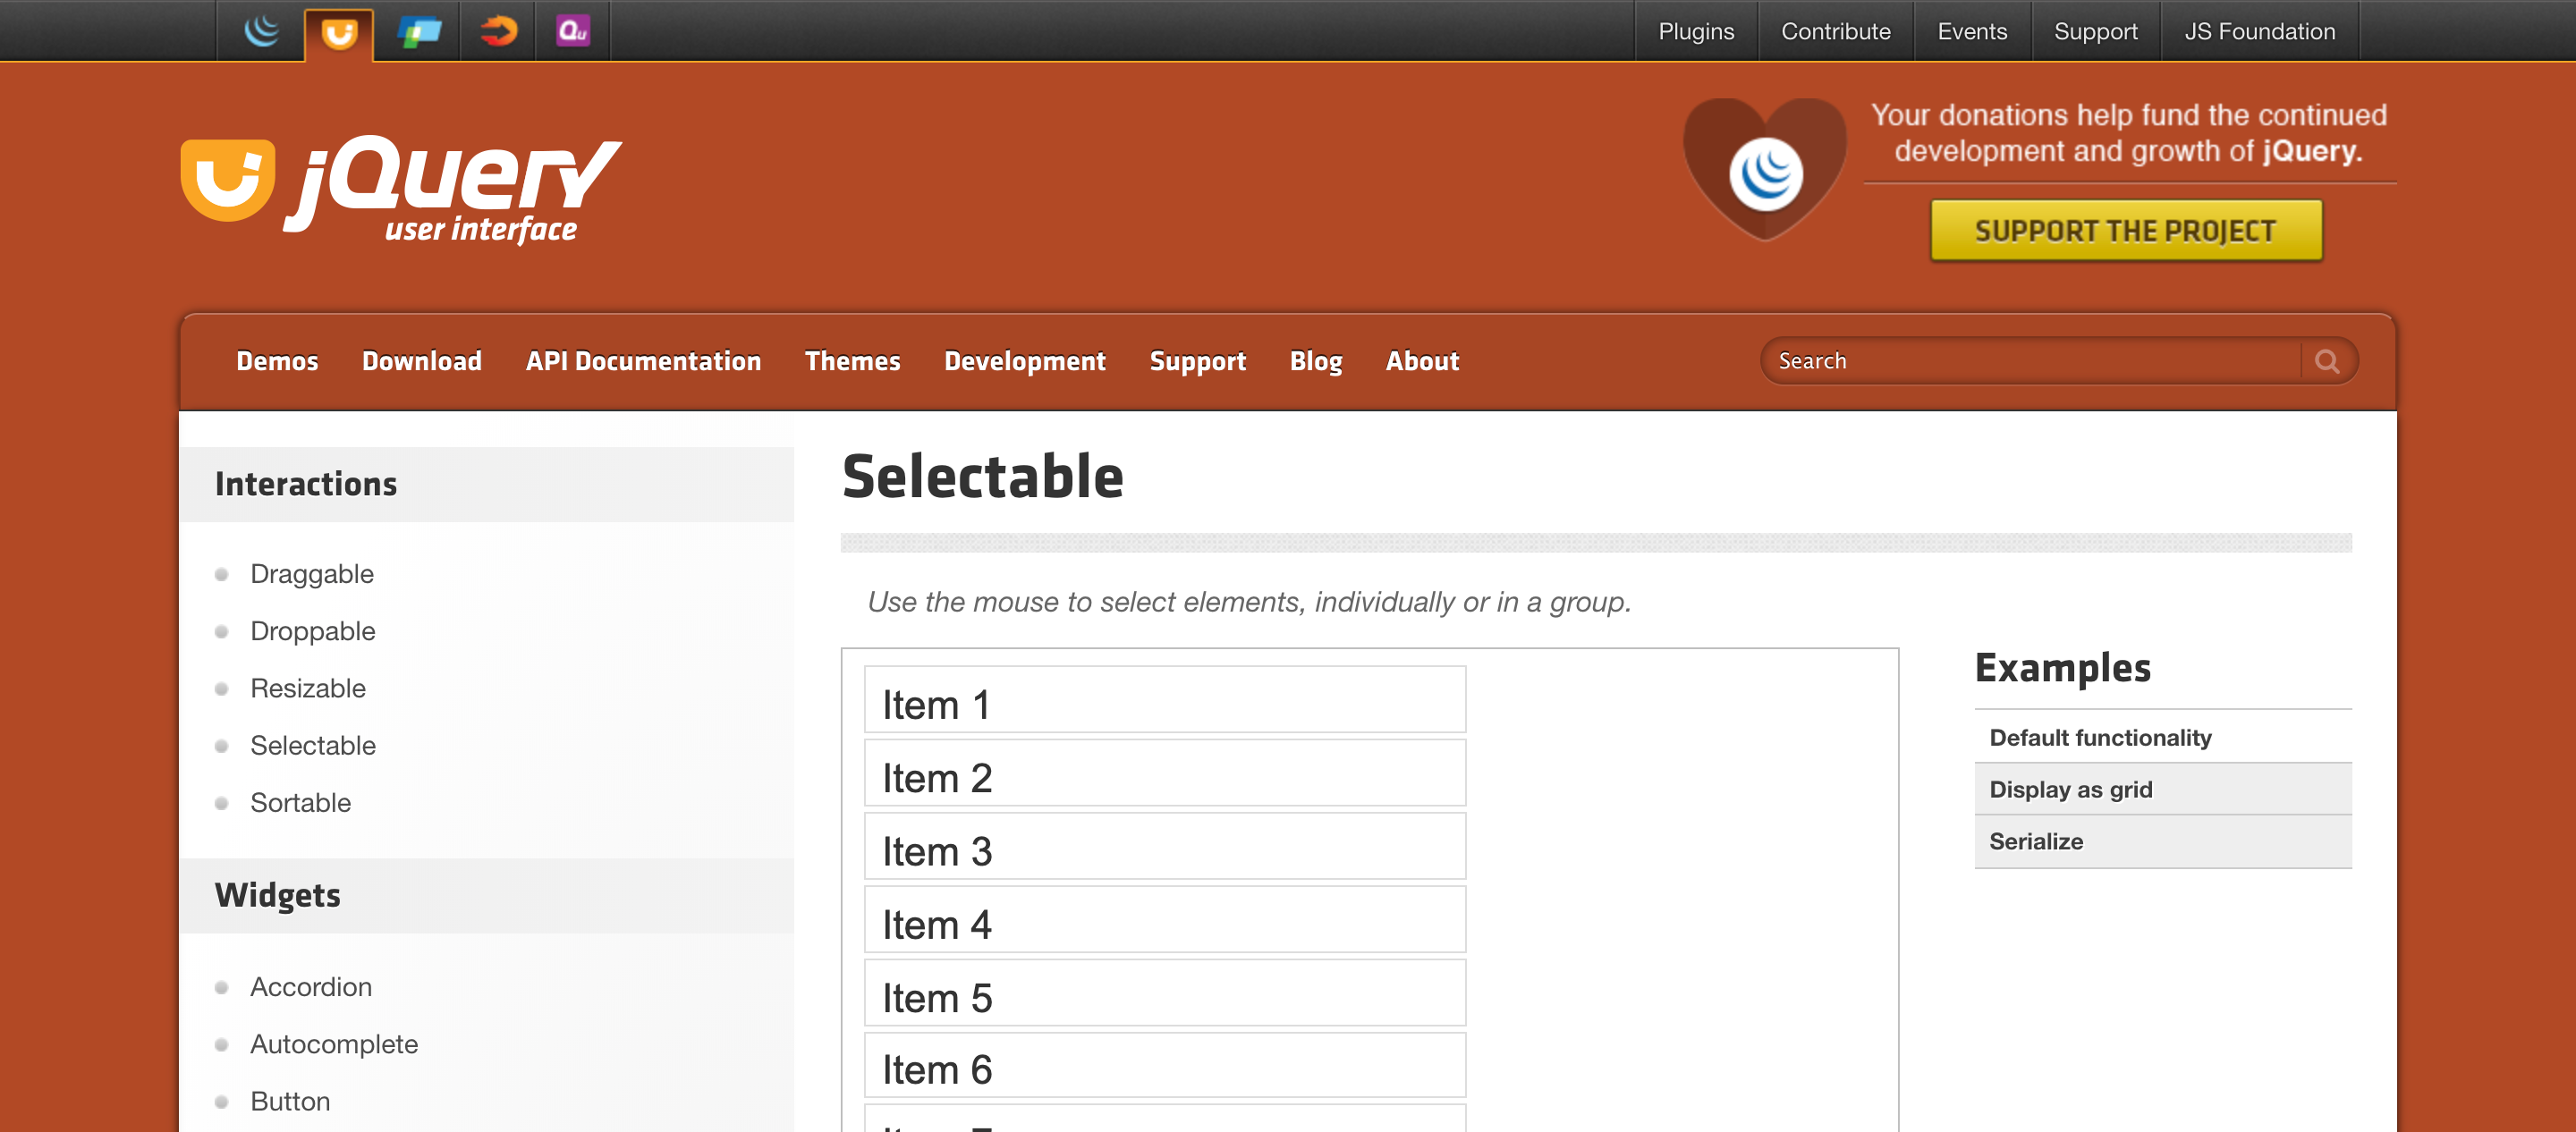 Qu
Plugins Contribute Events Support JS Foundation
jQuery
user interface
Your donations help fund the continued
development and growth of jQuery.
SUPPORT THE PROJECT
Demos Download API Documentation Themes Development Support Blog About Search
Interactions
Draggable
Droppable
Resizable
Selectable
Sortable
Widgets
Accordion
Autocomplete
Button
Selectable
Use the mouse to select elements, individually or in a group.
Item 1
Item 2
Item 3
Item 4
Item 5
Item 6
Examples
Default functionality
Display as grid
Serialize